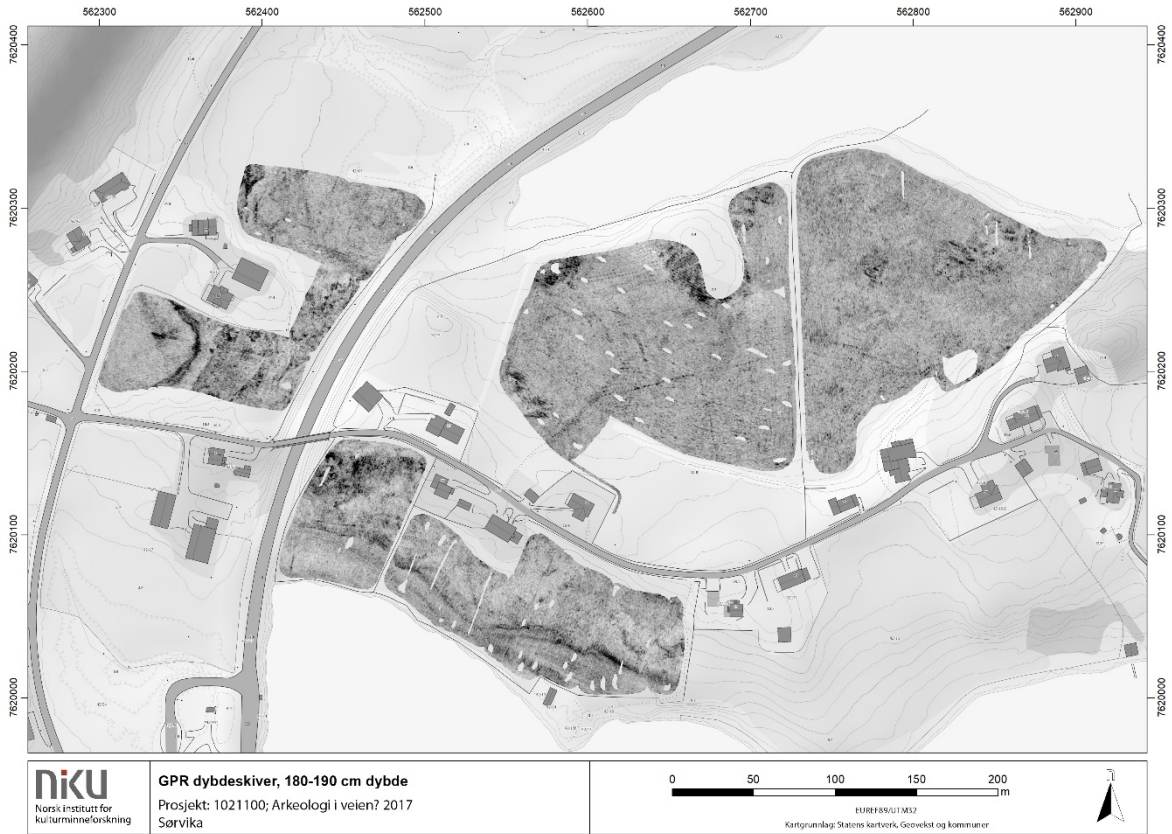 562300 562400 562500 562600 562700 562800 562900
7620400 7620400
7620300 7620300
7620200 7620200
7620100 7620100
7620000 7620000
niku
Norsk institutt for
kulturminneforskning
GPR dybdeskiver, 180-190 cm dybde
Prosjekt: 1021100; Arkeologi i veien? 2017
Sørvika
0 50 100 150 200
m
EUREF89/UTM32
Kartgrunnlag: Statens kartverk, Geovekst og kommuner